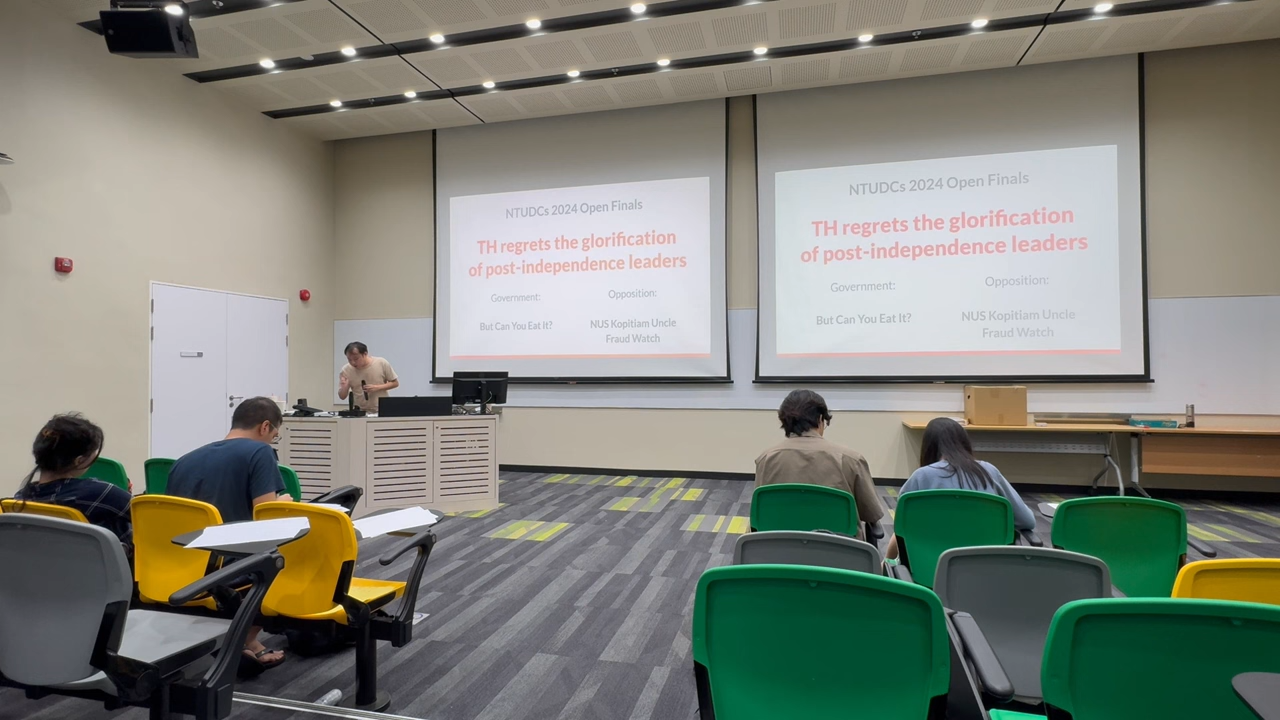 NTUDCs 2024 Open Finals
TH regrets the glorification
of post-independence leaders
Government:
Opposition:
But Can You Eat It?
NUS Kopitiam Uncle
Fraud Watch
NTUDCs 2024 Open Finals
TH regrets the glorification
of post-independence leaders
Government:
Opposition:
But Can You Eat It?
NUS Kopitiam Uncle
Fraud Watch